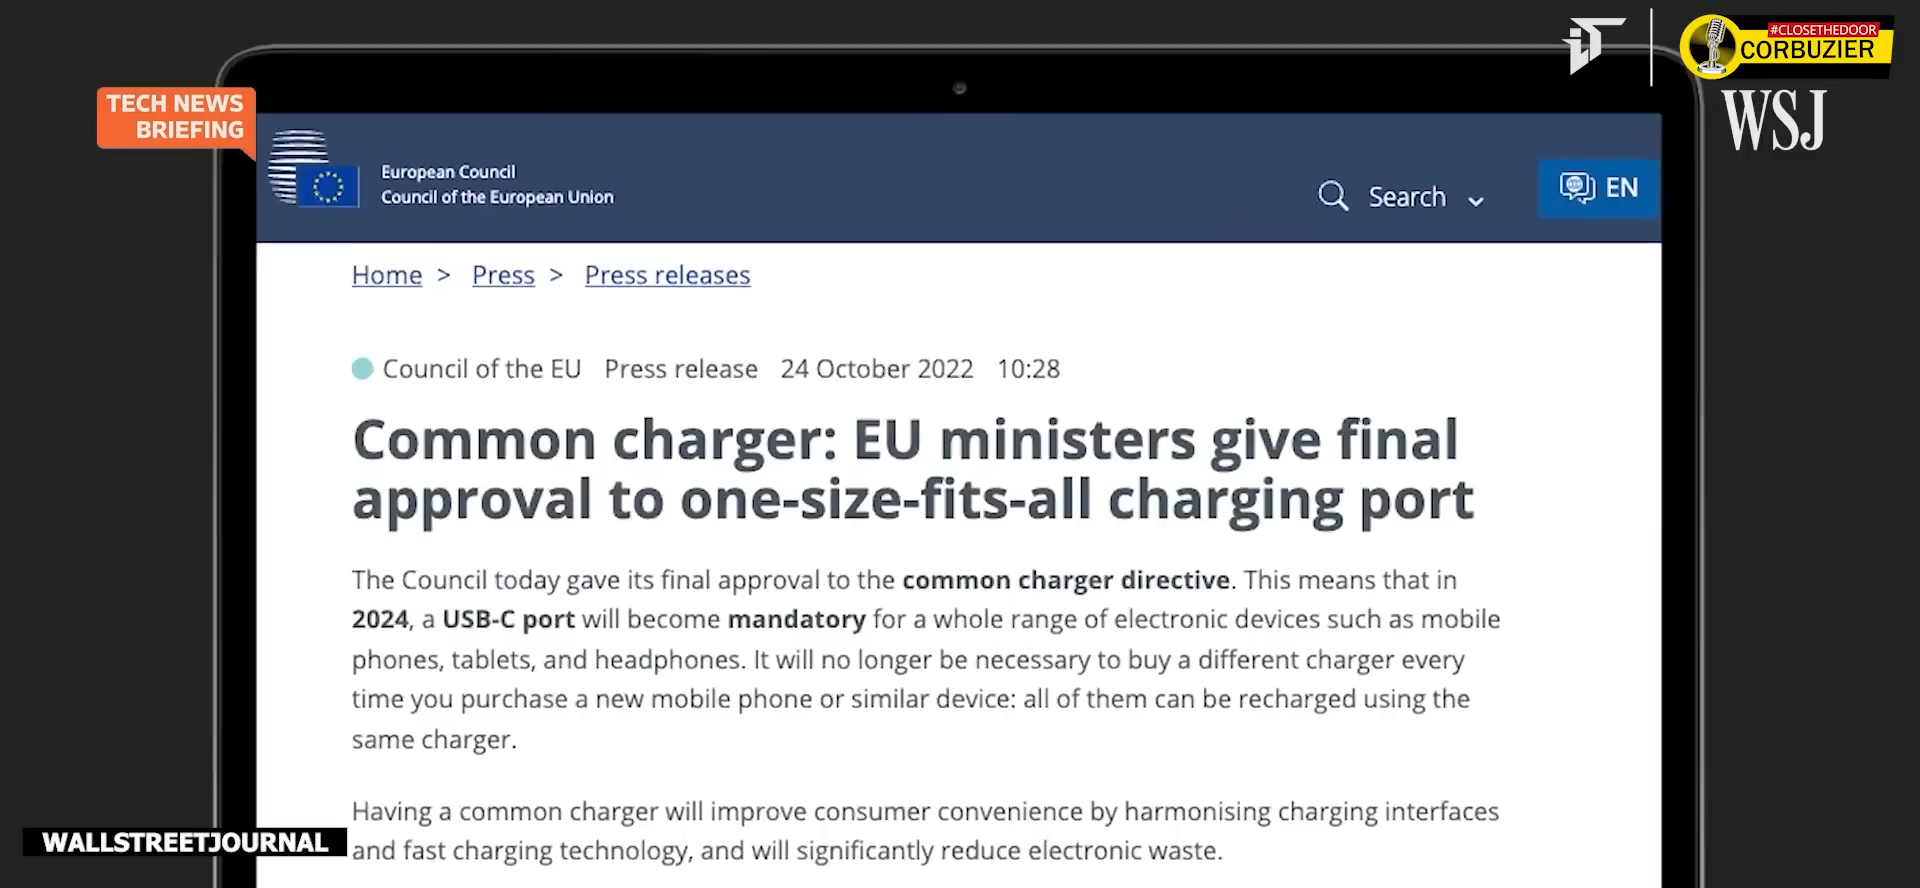 #CLOSETHEDOOR
CORBUZIER
TECH NEWS
BRIEFING
WSJ
European Council
Council of the European Union
Search
EN
Home > Press > Press releases
Council of the EU Press release 24 October 2022 10:28
Common charger: EU ministers give final
approval to one-size-fits-all charging port
The Council today gave its final approval to the common charger directive. This means that in
2024, a USB-C port will become mandatory for a whole range of electronic devices such as mobile
phones, tablets, and headphones. It will no longer be necessary to buy a different charger every
time you purchase a new mobile phone or similar device: all of them can be recharged using the
same charger.
Having a common charger will improve consumer convenience by harmonising charging interfaces
and fast charging technology, and will significantly reduce electronic waste.
WALLSTREETJOURNAL